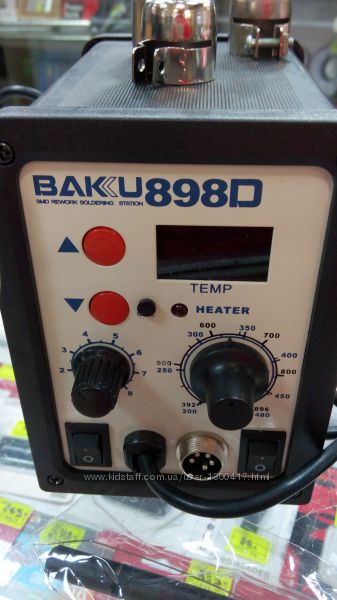 BAKU898D
SMD REWORK SOLDERING STATION
TEMP
HEATER
2 3 4 5 6 7 8
392 200 500 250 600 300 350 700 400 800 450 896 480
www.kidstaff.com.ua/user-1300417.html